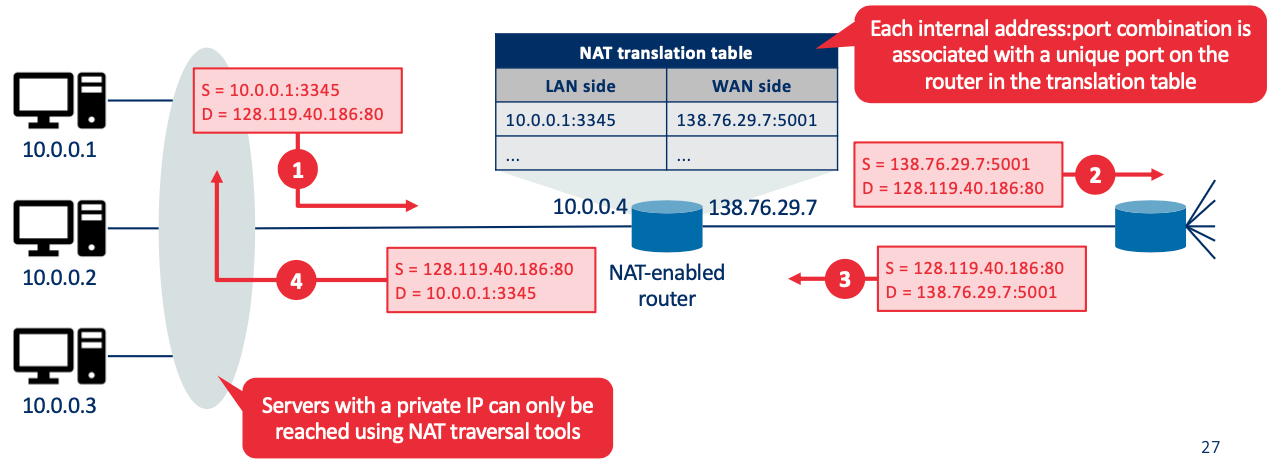 Each internal address:port combination is
associated with a unique port on the
router in the translation table
NAT translation table
LAN side WAN side
10.0.0.1:3345 138.76.29.7:5001
... ...
S = 10.0.0.1:3345
D = 128.119.40.186:80
10.0.0.1
1
S = 138.76.29.7:5001
D = 128.119.40.186:80
2
10.0.0.4 138.76.29.7
10.0.0.2
4
S = 128.119.40.186:80
D = 10.0.0.1:3345
NAT-enabled
router
3
S = 128.119.40.186:80
D = 138.76.29.7:5001
10.0.0.3
Servers with a private IP can only be
reached using NAT traversal tools
27